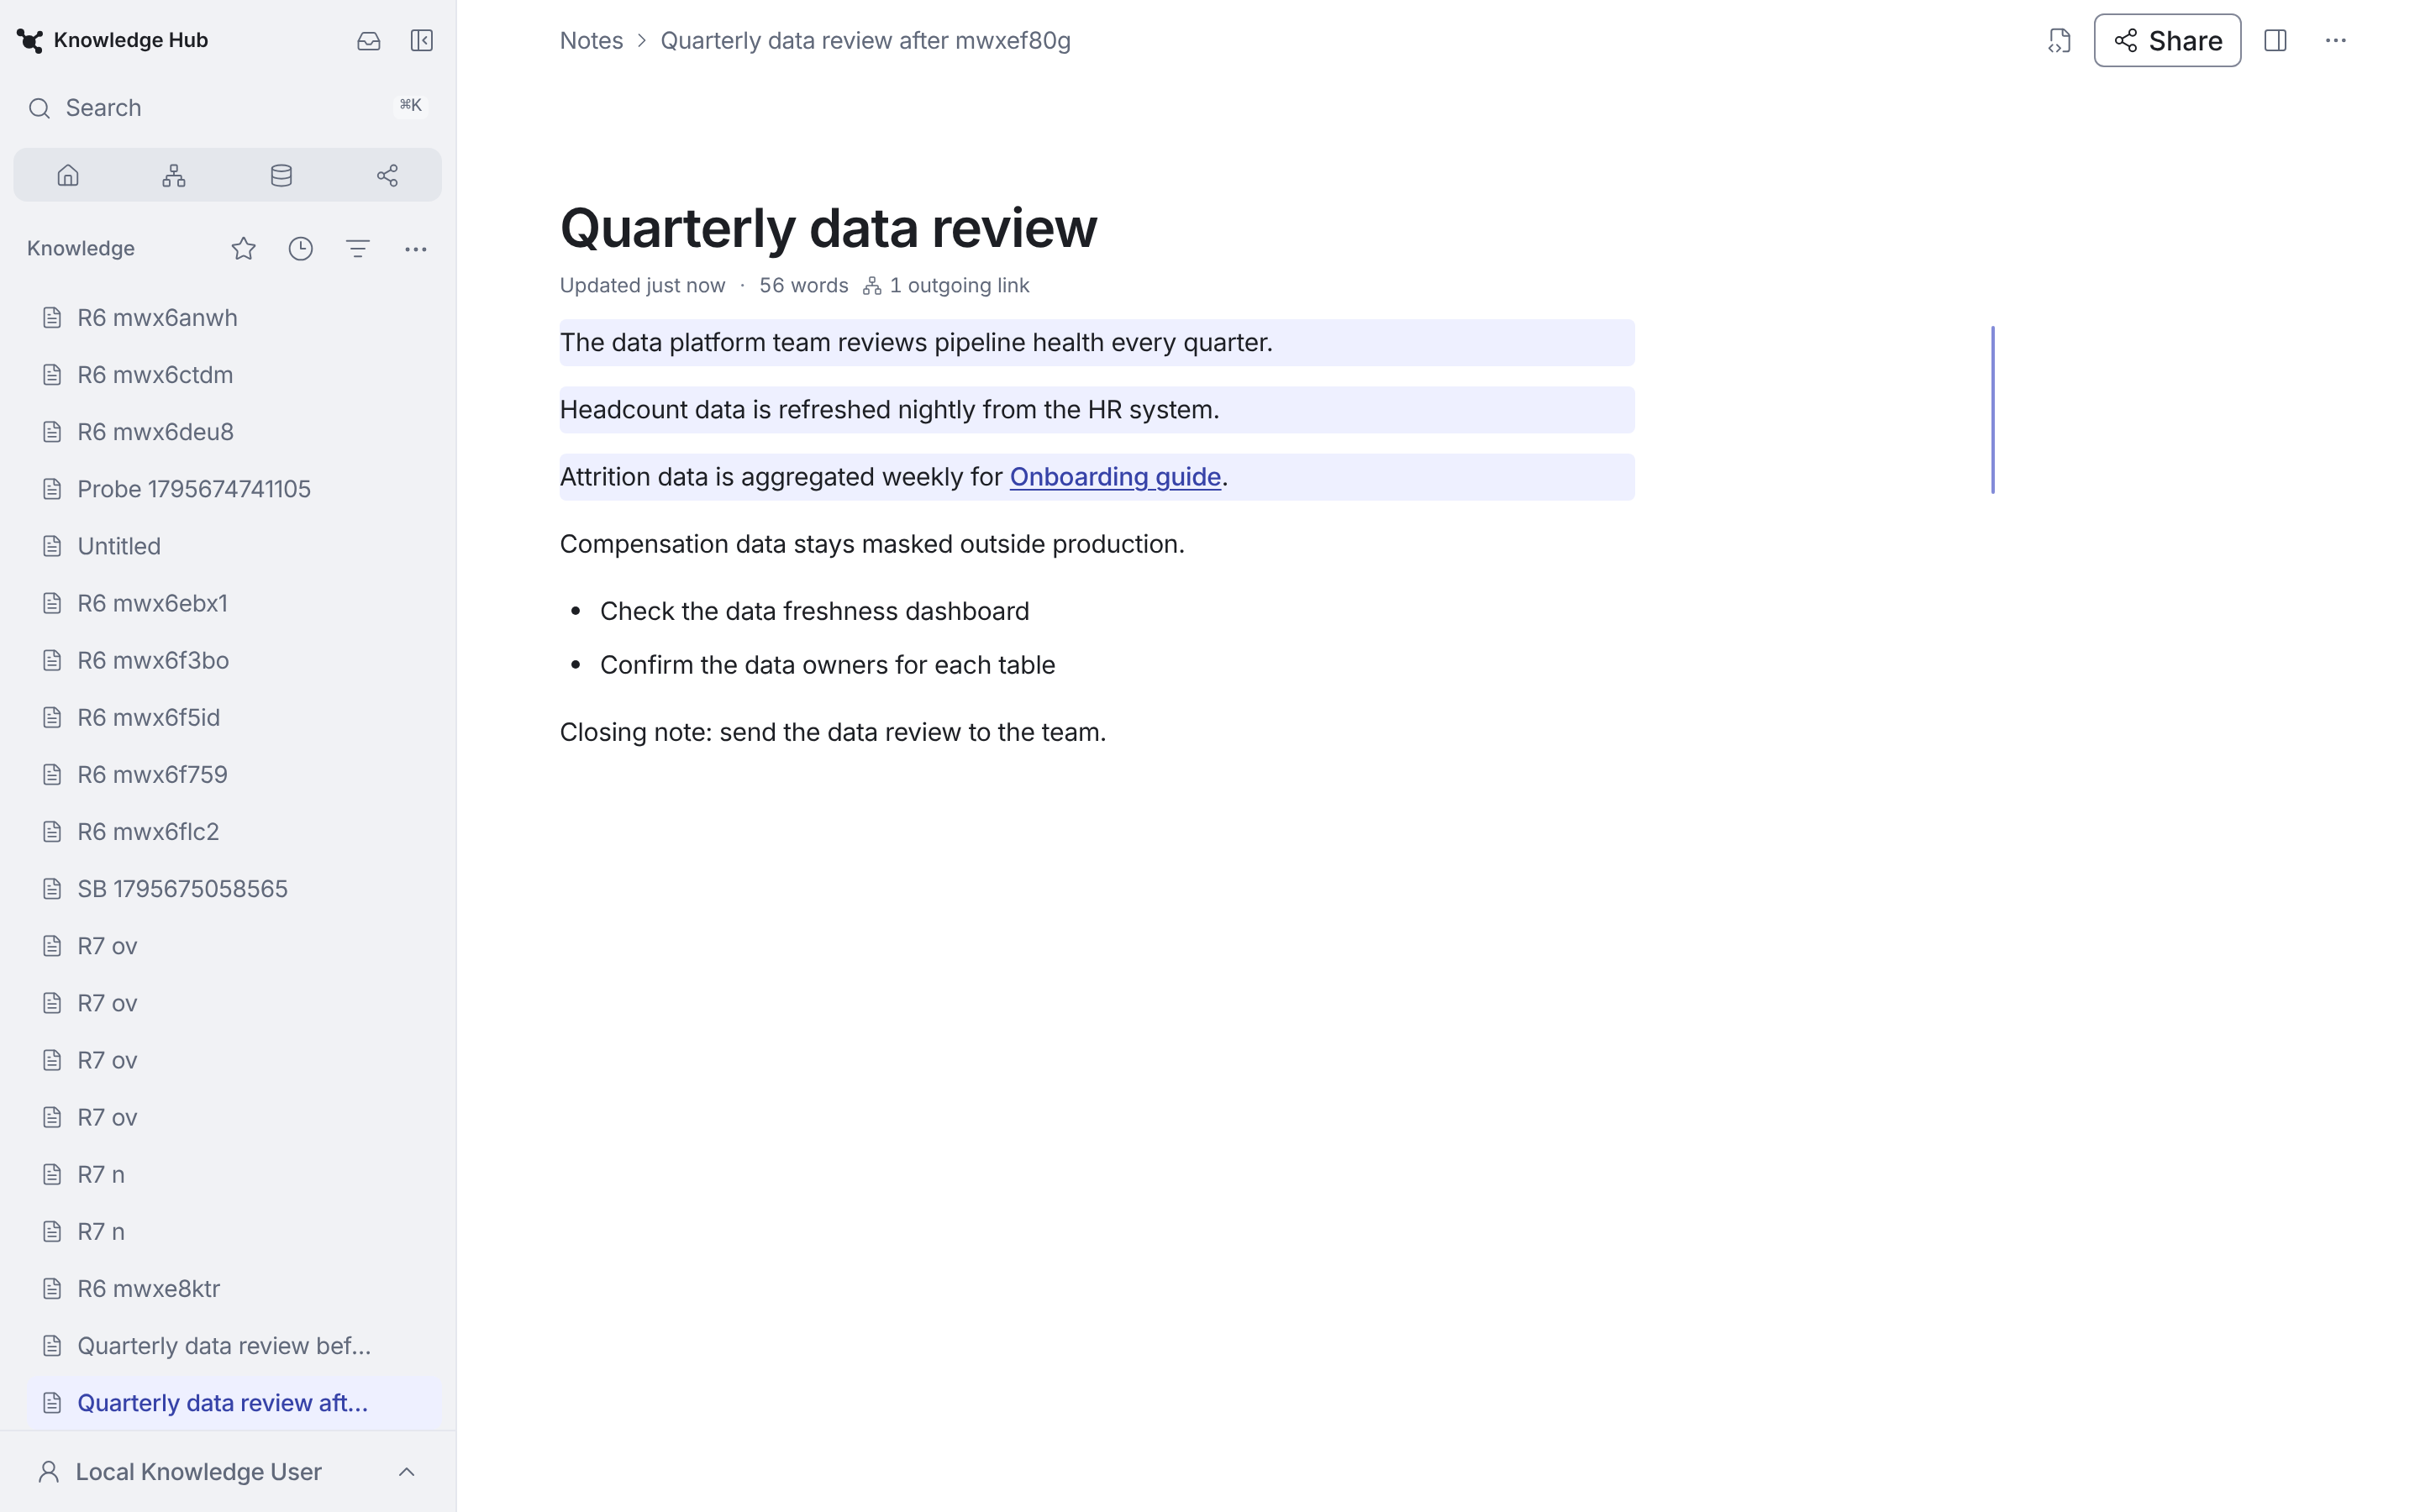 Knowledge Hub
Search
⌘K
Knowledge
R6 mwx6anwh
R6 mwx6ctdm
R6 mwx6deu8
Probe 1795674741105
Untitled
R6 mwx6ebx1
R6 mwx6f3bo
R6 mwx6f5id
R6 mwx6f759
R6 mwx6flc2
SB 1795675058565
R7 ov
R7 ov
R7 ov
R7 ov
R7 n
R7 n
R6 mwxe8ktr
Quarterly data review bef...
Quarterly data review aft...
Local Knowledge User
Notes > Quarterly data review after mwxef80g
Share
Quarterly data review
Updated just now · 56 words 1 outgoing link
The data platform team reviews pipeline health every quarter.
Headcount data is refreshed nightly from the HR system.
Attrition data is aggregated weekly for Onboarding guide.
Compensation data stays masked outside production.
• Check the data freshness dashboard
• Confirm the data owners for each table
Closing note: send the data review to the team.